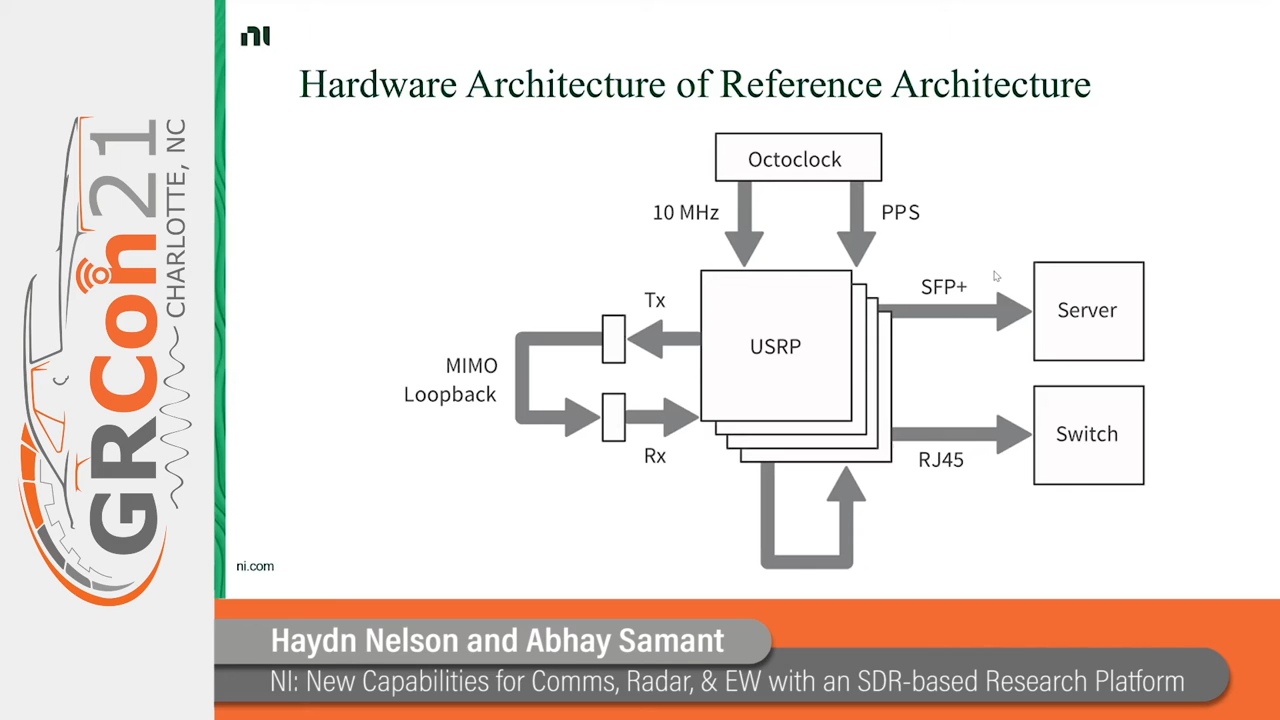 GRCon21
CHARLOTTE, NC
nı
Hardware Architecture of Reference Architecture
Octoclock
10 MHz
PPS
SFP+
Server
Tx
USRP
MIMO
Loopback
Switch
Rx
RJ45
ni.com
Haydn Nelson and Abhay Samant
NI: New Capabilities for Comms, Radar, & EW with an SDR-based Research Platform